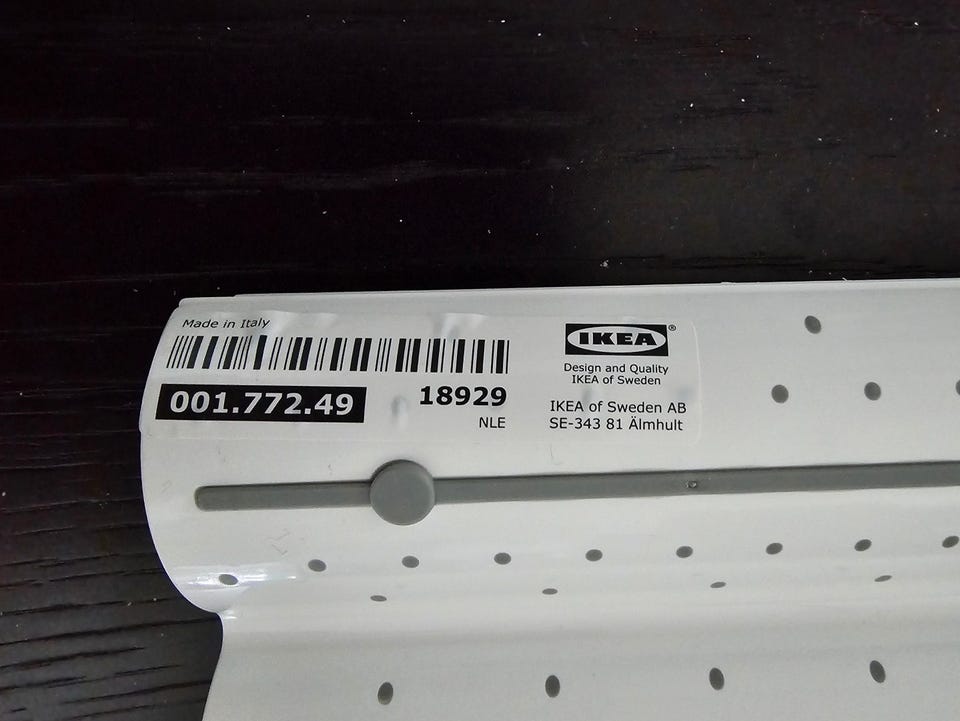 Made in Italy
001.772.49
18929
NLE
IKEA®
Design and Quality
IKEA of Sweden
IKEA of Sweden AB
SE-343 81 Älmhult